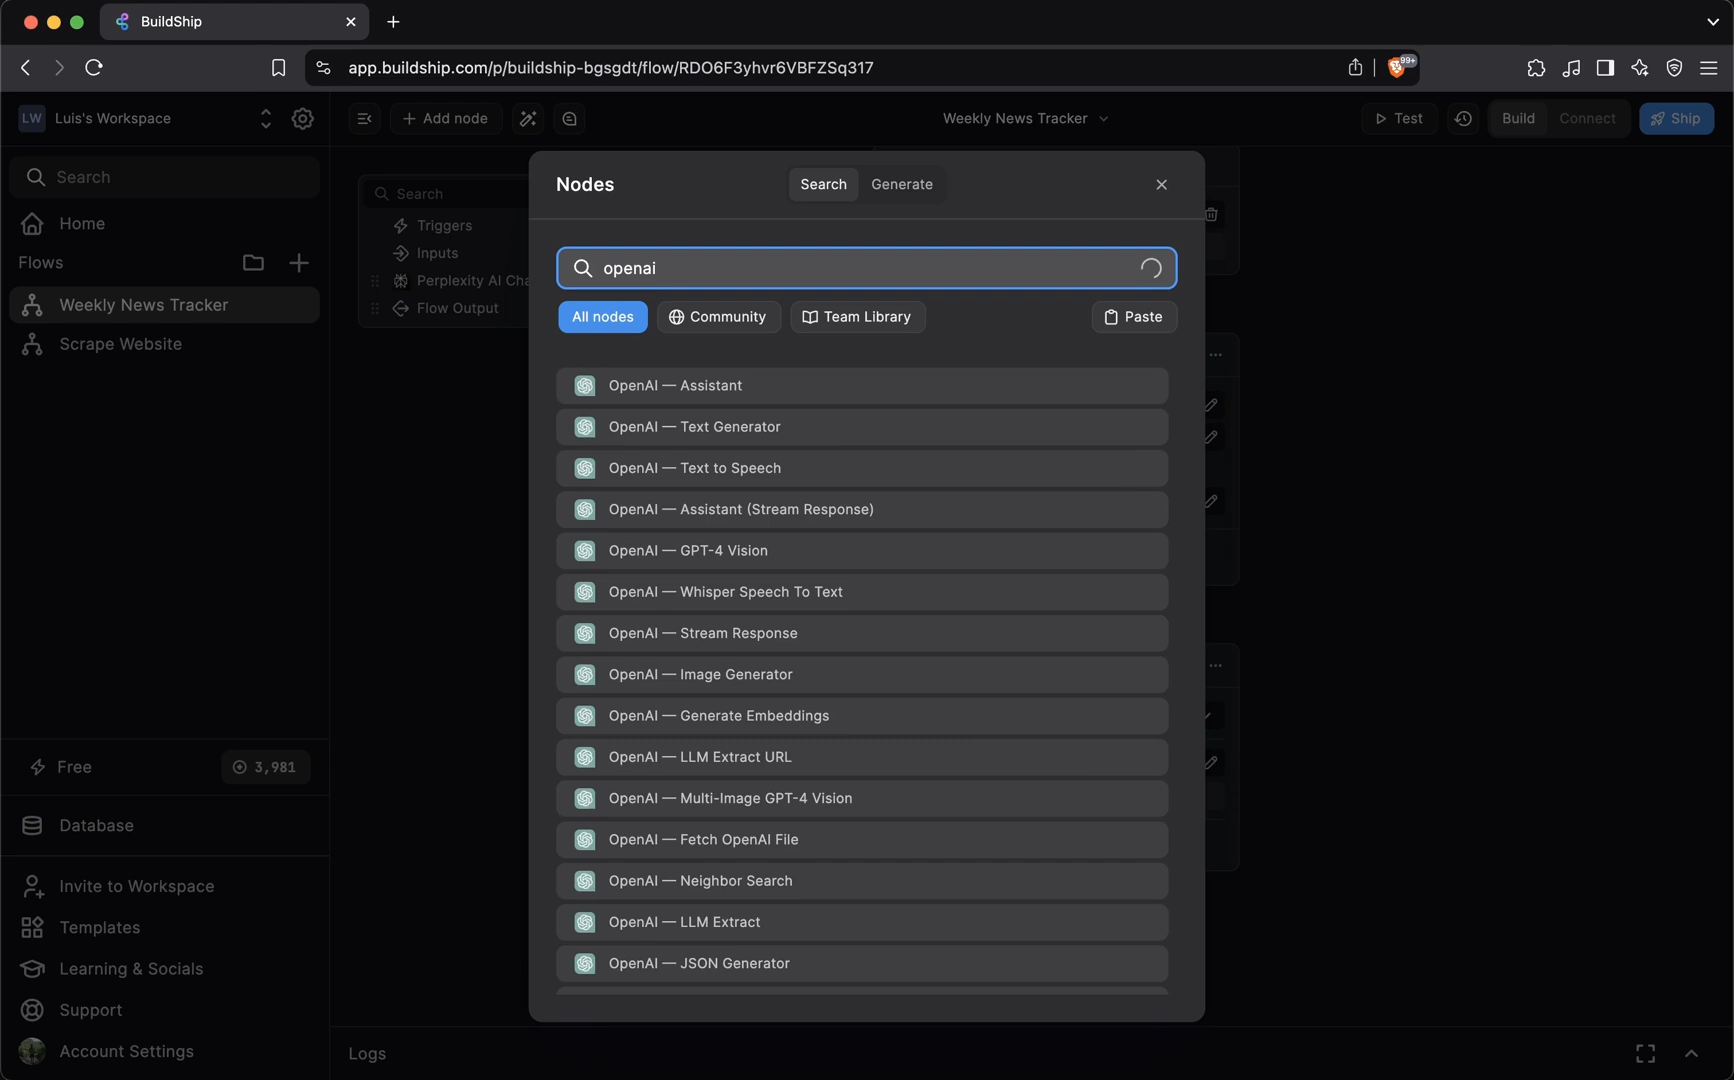 BuildShip
app.buildship.com/p/buildship-bgsgdt/flow/RDO6F3yhvr6VBFZSq317
99+
LW Luis's Workspace
Add node
Weekly News Tracker
Test
Build
Connect
Ship
Search
Home
Flows
Weekly News Tracker
Scrape Website
Search
Triggers
Inputs
Perplexity AI Cha
Flow Output
Nodes
Search
Generate
openai
All nodes
Community
Team Library
Paste
OpenAI — Assistant
OpenAI — Text Generator
OpenAI — Text to Speech
OpenAI — Assistant (Stream Response)
OpenAI — GPT-4 Vision
OpenAI — Whisper Speech To Text
OpenAI — Stream Response
OpenAI — Image Generator
OpenAI — Generate Embeddings
OpenAI — LLM Extract URL
OpenAI — Multi-Image GPT-4 Vision
OpenAI — Fetch OpenAI File
OpenAI — Neighbor Search
OpenAI — LLM Extract
OpenAI — JSON Generator
Free
3,981
Database
Invite to Workspace
Templates
Learning & Socials
Support
Account Settings
Logs